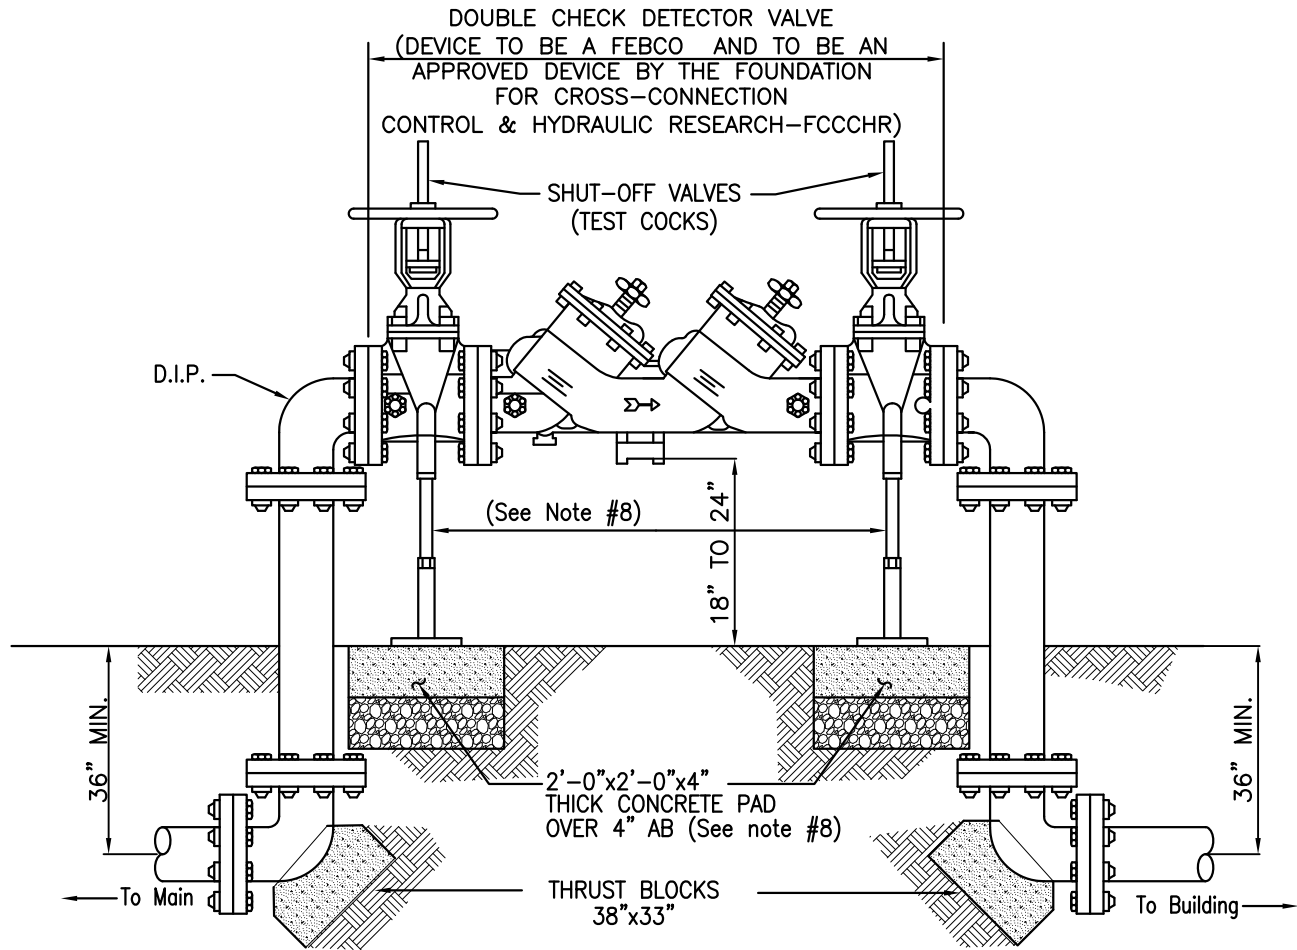 DOUBLE CHECK DETECTOR VALVE
(DEVICE TO BE A FEBCO AND TO BE AN
APPROVED DEVICE BY THE FOUNDATION
FOR CROSS-CONNECTION
CONTROL & HYDRAULIC RESEARCH-FCCCHR)
SHUT-OFF VALVES
(TEST COCKS)
D.I.P.
(See Note #8)
18" TO 24"
36" MIN.
36" MIN.
2'-0"x2'-0"x4"
THICK CONCRETE PAD
OVER 4" AB (See note #8)
THRUST BLOCKS
38"x33"
To Main
To Building